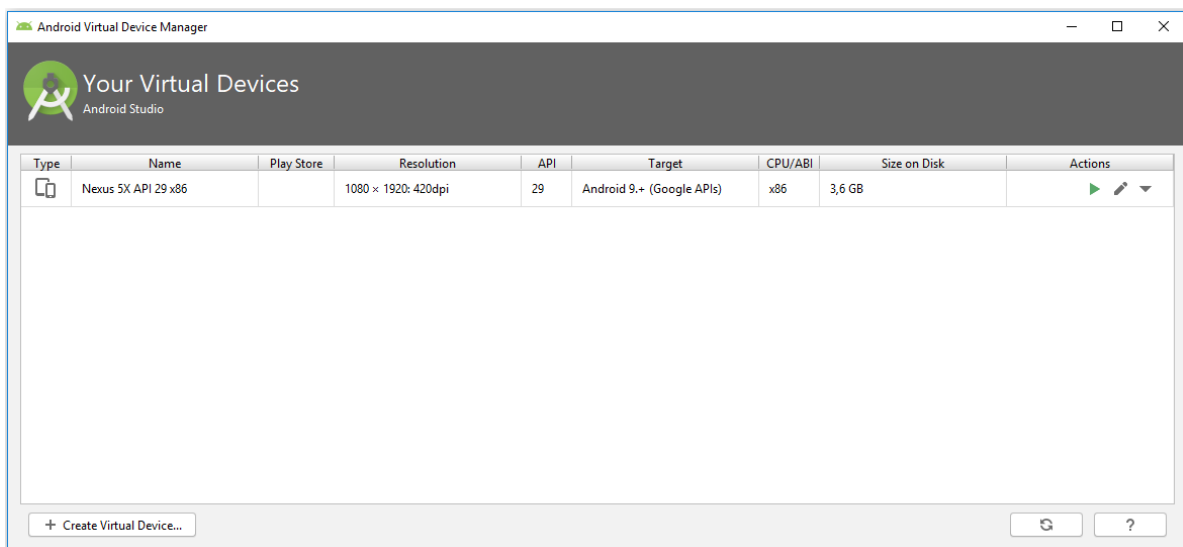 Android Virtual Device Manager
Your Virtual Devices
Android Studio
Type Name Play Store Resolution API Target CPU/ABI Size on Disk Actions
Nexus 5X API 29 x86 1080 × 1920: 420dpi 29 Android 9.+ (Google APIs) x86 3,6 GB
+ Create Virtual Device... ?